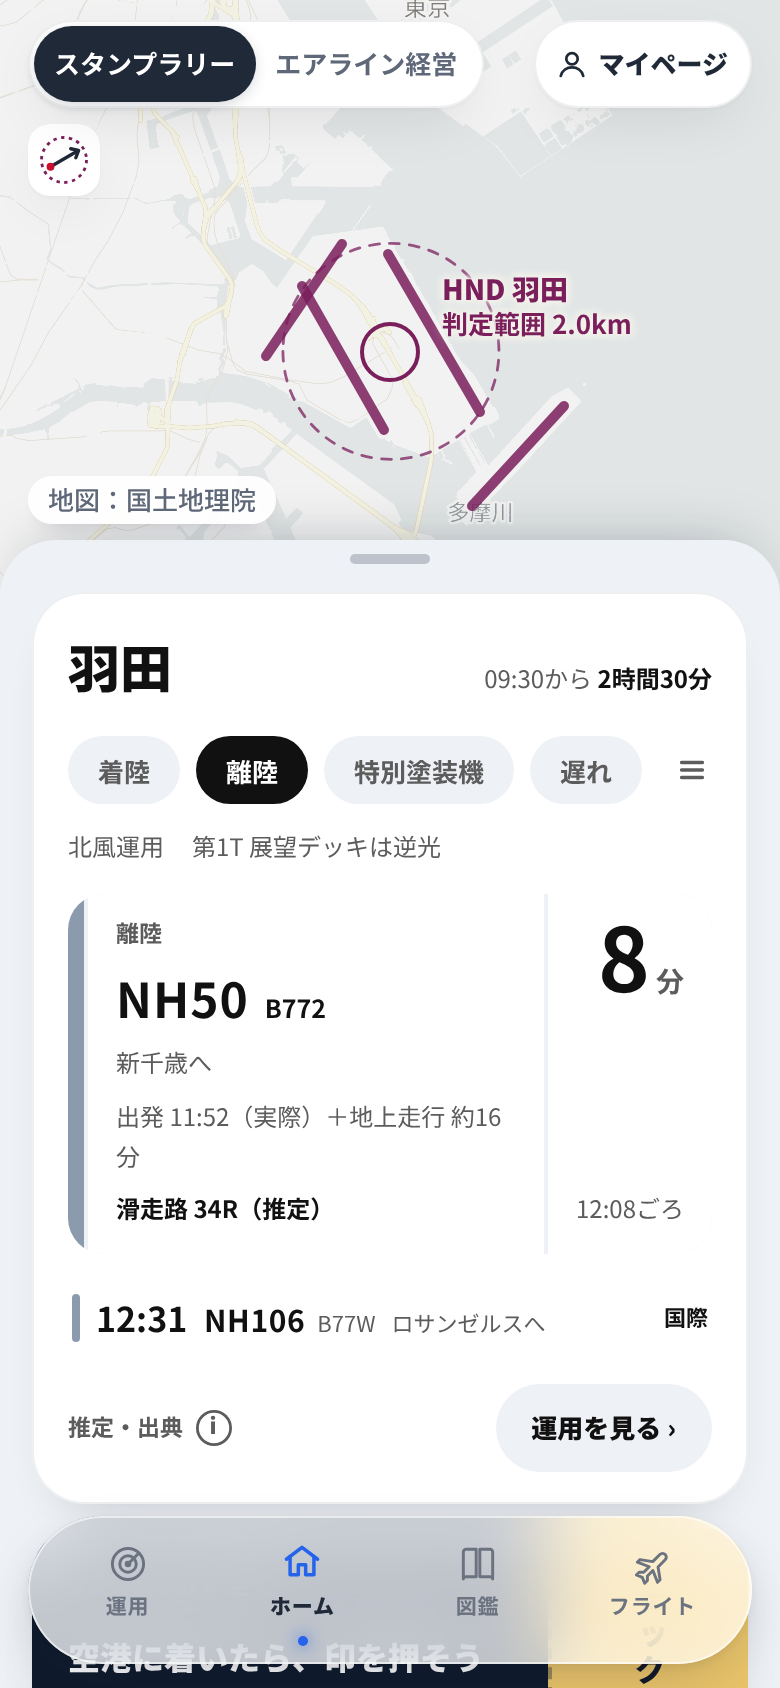 東京
スタンプラリー
エアライン経営
マイページ
HND 羽田
判定範囲 2.0km
地図：国土地理院
多摩川
羽田
09:30から 2時間30分
着陸
離陸
特別塗装機
遅れ
北風運用 第1T 展望デッキは逆光
離陸
8分
NH50 B772
新千歳へ
出発 11:52（実際）＋地上走行 約16
分
滑走路 34R（推定）
12:08ごろ
12:31 NH106 B77W ロサンゼルスへ 国際
推定・出典
運用を見る ›
運用
ホーム
図鑑
フライト
空港に着いたら、印を押そう
ッ
ク